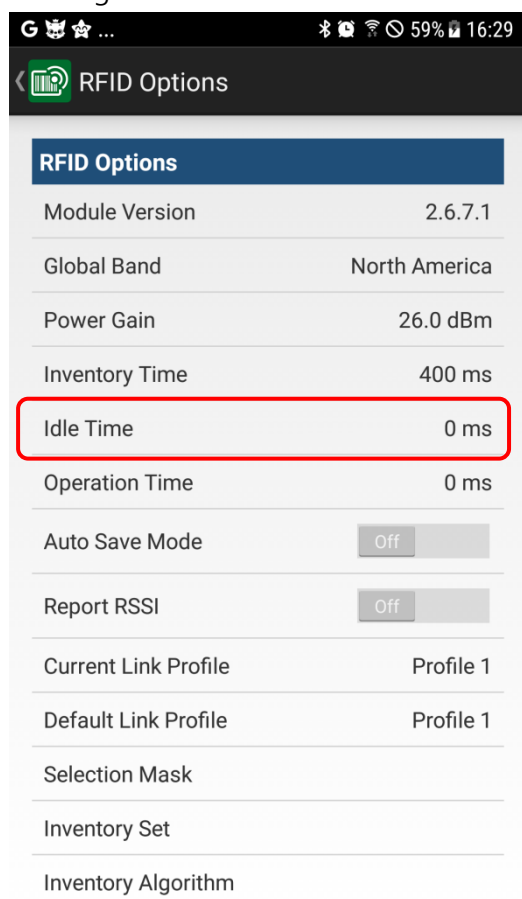 G ... 59% 16:29
RFID Options
RFID Options
Module Version 2.6.7.1
Global Band North America
Power Gain 26.0 dBm
Inventory Time 400 ms
Idle Time 0 ms
Operation Time 0 ms
Auto Save Mode Off
Report RSSI Off
Current Link Profile Profile 1
Default Link Profile Profile 1
Selection Mask
Inventory Set
Inventory Algorithm